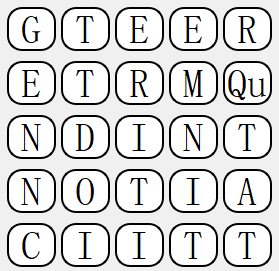 G T E E R
E T R M Qu
N D I N T
N O T I A
C I I T T